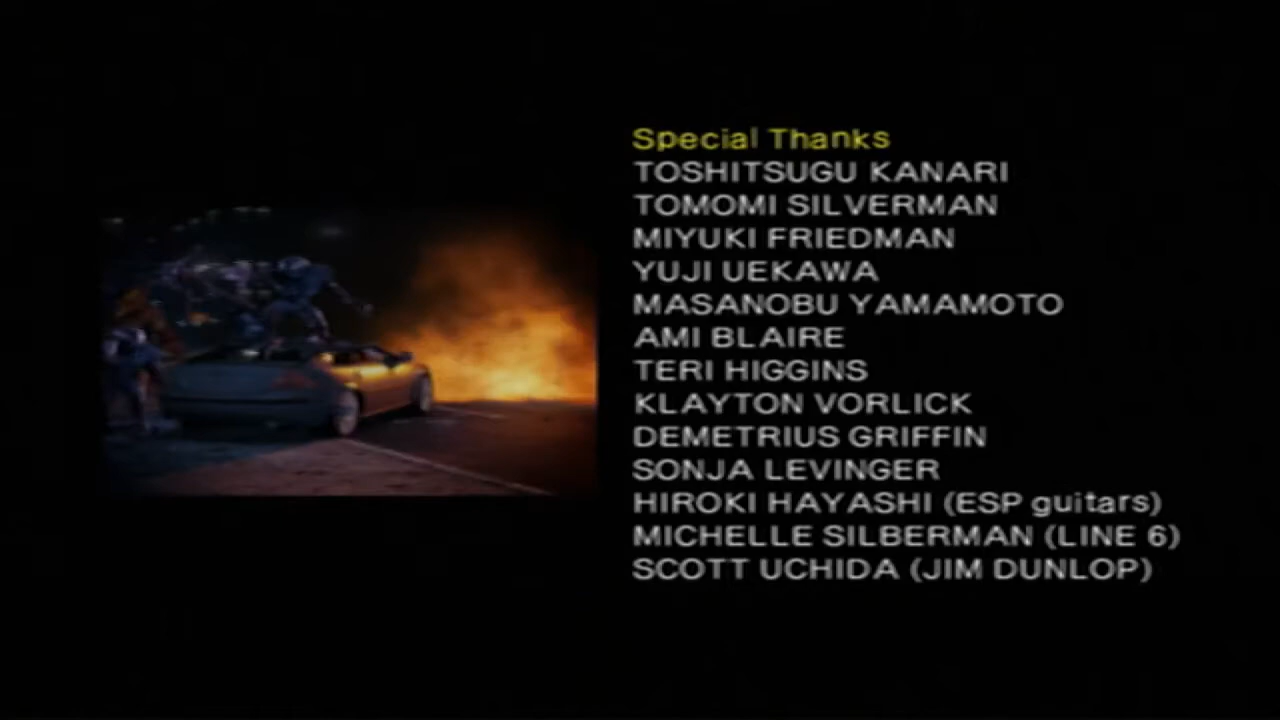 Special Thanks
TOSHITSUGU KANARI
TOMOMI SILVERMAN
MIYUKI FRIEDMAN
YUJI UEKAWA
MASANOBU YAMAMOTO
AMI BLAIRE
TERI HIGGINS
KLAYTON VORLICK
DEMETRIUS GRIFFIN
SONJA LEVINGER
HIROKI HAYASHI (ESP guitars)
MICHELLE SILBERMAN (LINE 6)
SCOTT UCHIDA (JIM DUNLOP)